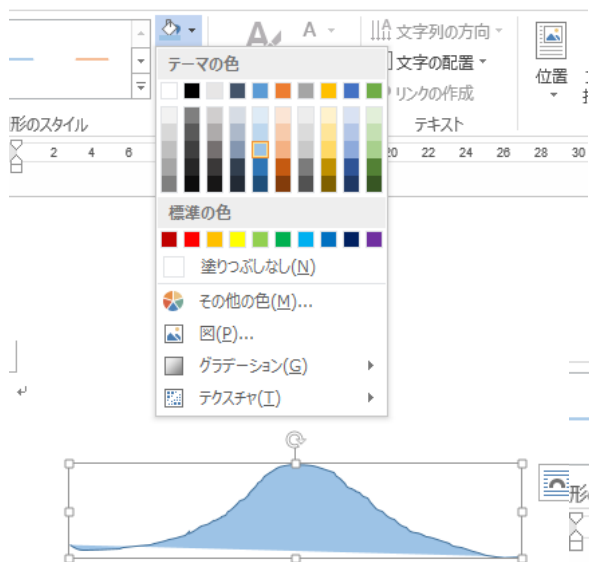 A A
文字列の方向
テーマの色
文字の配置
リンクの作成
位置
形のスタイル
テキスト
2 4 6 20 22 24 26 28 30
標準の色
塗りつぶしなし(N)
その他の色(M)...
図(P)...
グラデーション(G)
テクスチャ(T)